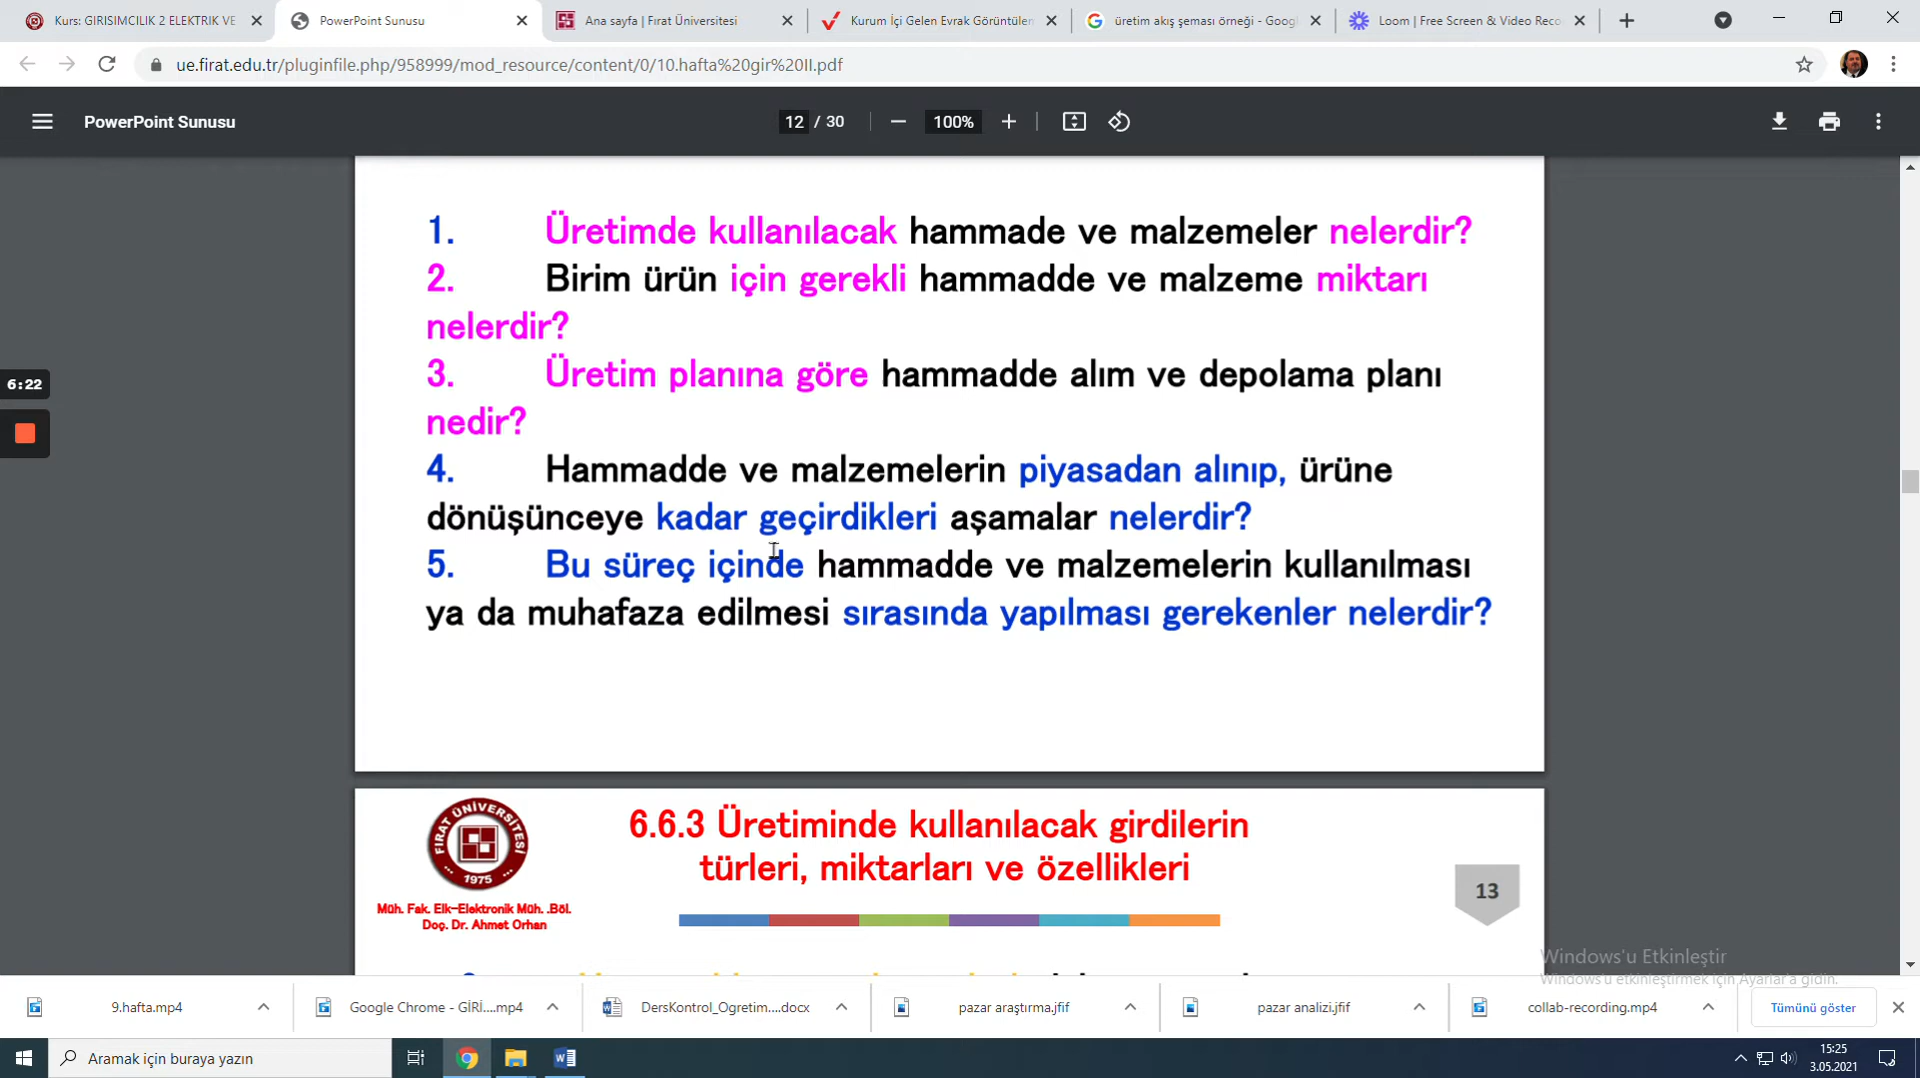 Kurs: GIRISIMCILIK 2 ELEKTRIK VE
PowerPoint Sunusu
Ana sayfa | Fırat Üniversitesi
Kurum İçi Gelen Evrak Görüntülen
üretim akış şeması örneği - Goog
Loom | Free Screen & Video Reco
ue.firat.edu.tr/pluginfile.php/958999/mod_resource/content/0/10.hafta%20gir%20II.pdf
PowerPoint Sunusu
12 / 30
100%
1. Üretimde kullanılacak hammade ve malzemeler nelerdir?
2. Birim ürün için gerekli hammadde ve malzeme miktarı
nelerdir?
3. Üretim planına göre hammadde alım ve depolama planı
nedir?
4. Hammadde ve malzemelerin piyasadan alınıp, ürüne
dönüşünceye kadar geçirdikleri aşamalar nelerdir?
5. Bu süreç içinde hammadde ve malzemelerin kullanılması
ya da muhafaza edilmesi sırasında yapılması gerekenler nelerdir?
6:22
FIRAT ÜNİVERSİTESİ
1975
Müh. Fak. Elk-Elektronik Müh. .Böl.
Doç. Dr. Ahmet Orhan
6.6.3 Üretiminde kullanılacak girdilerin
türleri, miktarları ve özellikleri
13
Windows'u Etkinleştir
Windows'u etkinleştirmek için Ayarlar'a gidin.
9.hafta.mp4
Google Chrome - GİRİ....mp4
DersKontrol_Ogretim....docx
pazar araştırma.jfif
pazar analizi.jfif
collab-recording.mp4
Tümünü göster
Aramak için buraya yazın
15:25
3.05.2021